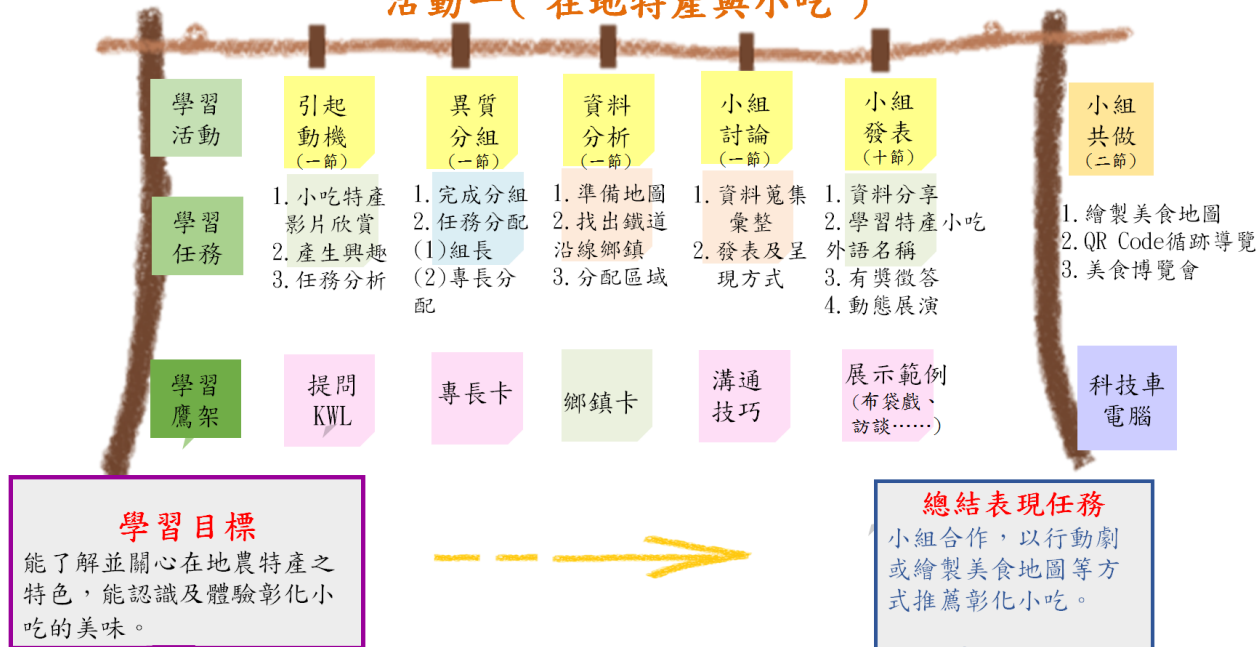 活動一( 在地特產與小吃 )
學習
活動
引起
動機
(一節)
異質
分組
(一節)
資料
分析
(一節)
小組
討論
(一節)
小組
發表
(十節)
小組
共做
(二節)
學習
任務
1.小吃特產
影片欣賞
2.產生興趣
3.任務分析
1.完成分組
2.任務分配
(1)組長
(2)專長分
配
1.準備地圖
2.找出鐵道
沿線鄉鎮
3.分配區域
1.資料蒐集
彙整
2.發表及呈
現方式
1.資料分享
2.學習特產小吃
外語名稱
3.有獎徵答
4.動態展演
1.繪製美食地圖
2.QR Code循跡導覽
3.美食博覽會
學習
鷹架
提問
KWL
專長卡
鄉鎮卡
溝通
技巧
展示範例
(布袋戲、
訪談……)
科技車
電腦
學習目標
能了解並關心在地農特產之
特色，能認識及體驗彰化小
吃的美味。
總結表現任務
小組合作，以行動劇
或繪製美食地圖等方
式推薦彰化小吃。